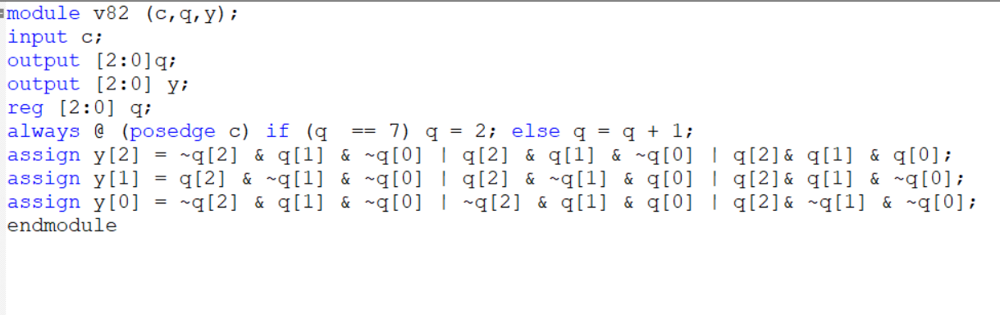 module v82 (c,q,y);
input c;
output [2:0]q;
output [2:0] y;
reg [2:0] q;
always @ (posedge c) if (q  == 7) q = 2; else q = q + 1;
assign y[2] = ~q[2] & q[1] & ~q[0] | q[2] & q[1] & ~q[0] | q[2]& q[1] & q[0];
assign y[1] = q[2] & ~q[1] & ~q[0] | q[2] & ~q[1] & q[0] | q[2]& q[1] & ~q[0];
assign y[0] = ~q[2] & q[1] & ~q[0] | ~q[2] & q[1] & q[0] | q[2]& ~q[1] & ~q[0];
endmodule